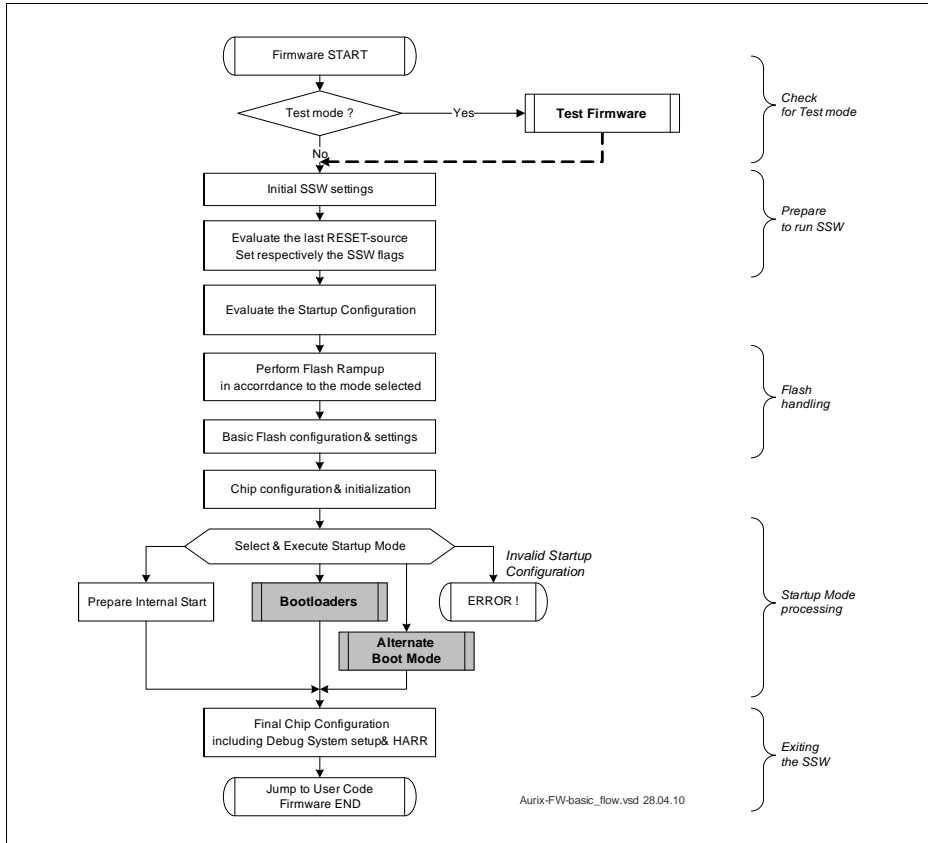 Firmware START
Test mode ?
Yes
Test Firmware
Check
for Test mode
No
Initial SSW settings
Prepare
to run SSW
Evaluate the last RESET-source
Set respectively the SSW flags
Evaluate the Startup Configuration
Perform Flash Rampup
in accorrdance to the mode selected
Flash
handling
Basic Flash configuration & settings
Chip configuration & initialization
Select & Execute Startup Mode
Invalid Startup
Configuration
Prepare Internal Start
Bootloaders
ERROR !
Startup Mode
processing
Alternate
Boot Mode
Final Chip Configuration
including Debug System setup& HARR
Exiting
the SSW
Jump to User Code
Firmware END
Aurix-FW-basic_flow.vsd 28.04.10